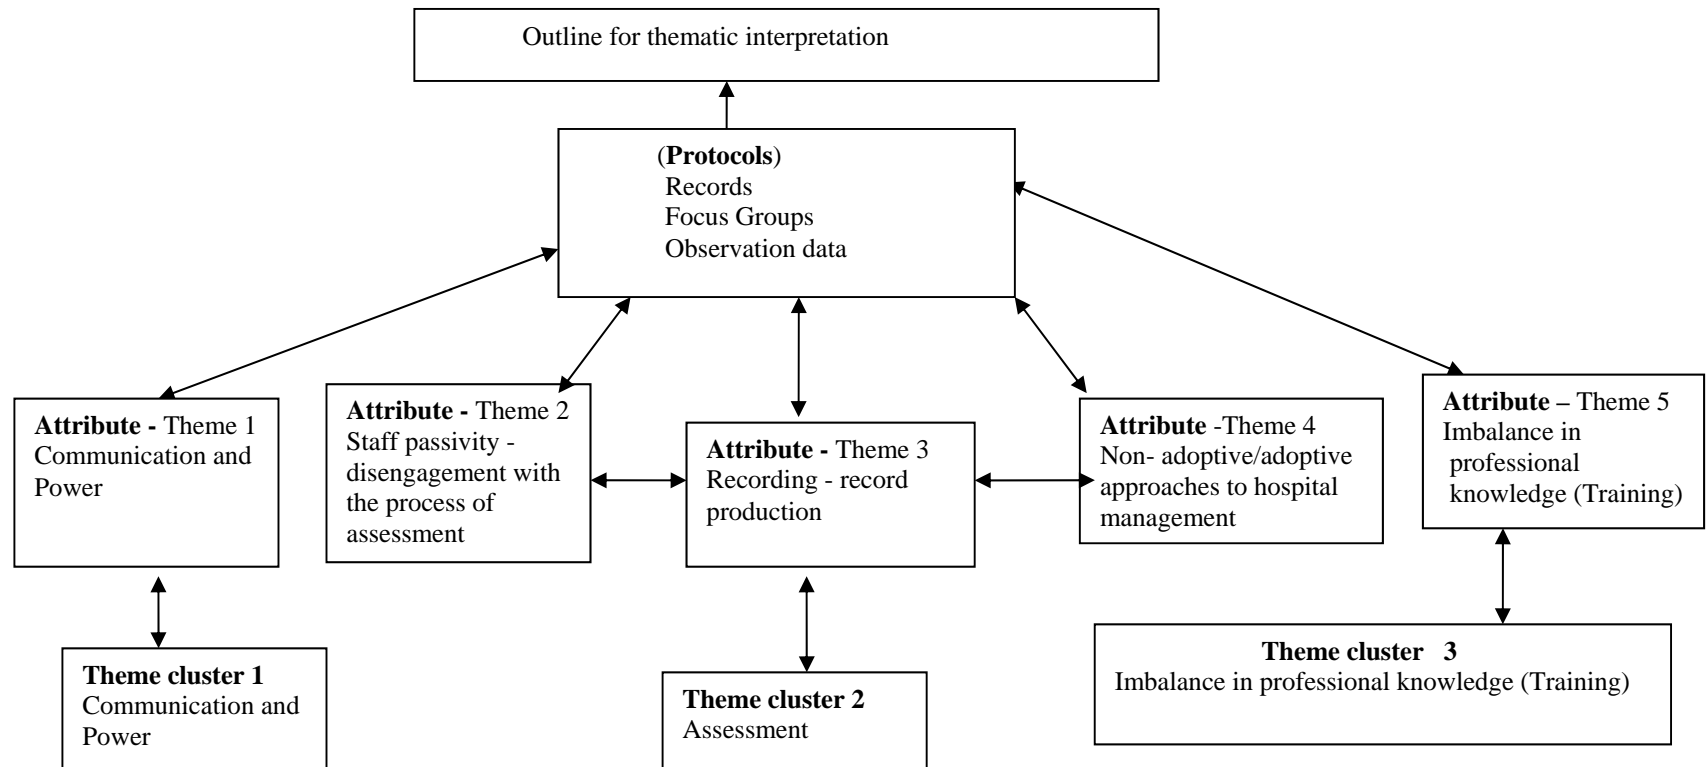 Outline for thematic interpretation
(Protocols)
Records
Focus Groups
Observation data
Attribute - Theme 1
Communication and
Power
Attribute - Theme 2
Staff passivity -
disengagement with
the process of
assessment
Attribute - Theme 3
Recording - record
production
Attribute -Theme 4
Non- adoptive/adoptive
approaches to hospital
management
Attribute – Theme 5
Imbalance in
professional
knowledge (Training)
Theme cluster 1
Communication and
Power
Theme cluster 2
Assessment
Theme cluster 3
Imbalance in professional knowledge (Training)